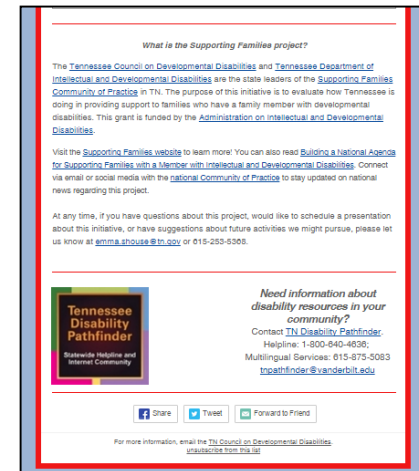 What is the Supporting Families project?
The Tennessee Council on Developmental Disabilities and Tennessee Department of
Intellectual and Developmental Disabilities are the state leaders of the Supporting Families
Community of Practice in TN. The purpose of this initiative is to evaluate how Tennessee is
doing in providing support to families who have a family member with developmental
disabilities. This grant is funded by the Administration on Intellectual and Developmental
Disabilities.
Visit the Supporting Families website to learn more! You can also read Building a National Agenda
for Supporting Families with a Member with Intellectual and Developmental Disabilities. Connect
via email or social media with the national Community of Practice to stay updated on national
news regarding this project.
At any time, if you have questions about this project, would like to schedule a presentation
about this initiative, or have suggestions about future activities we might pursue, please let
us know at emma.shouse@tn.gov or 615-253-5368.
Tennessee
Disability
Pathfinder
Statewide Helpline and
Internet Community
Need information about
disability resources in your
community?
Contact TN Disability Pathfinder.
Helpline: 1-800-640-4636;
Multilingual Services: 615-875-5083
tnpathfinder@vanderbilt.edu
Share
Tweet
Forward to Friend
For more information, email the TN Council on Developmental Disabilities.
unsubscribe from this list